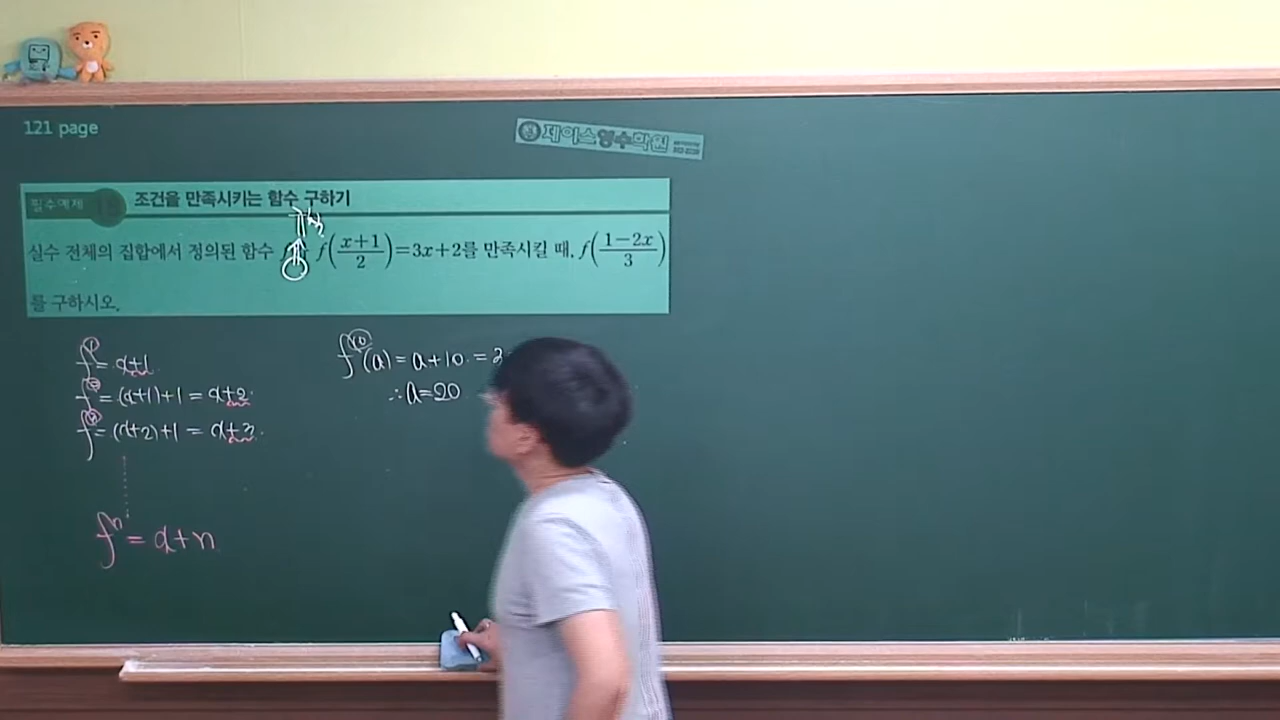 121 page
제이스영수학원
필수예제
조건을 만족시키는 함수 구하기
실수 전체의 집합에서 정의된 함수 f(\frac{x+1}{2})=3x+2를 만족시킬 때, f(\frac{1-2x}{3})
를 구하시오.
f¹= x+1
f²= (x+1)+1 = x+2
f³= (x+2)+1 = x+3
fⁿ = x+n
f¹⁰(a) = a+10 = 3
∴ a=20